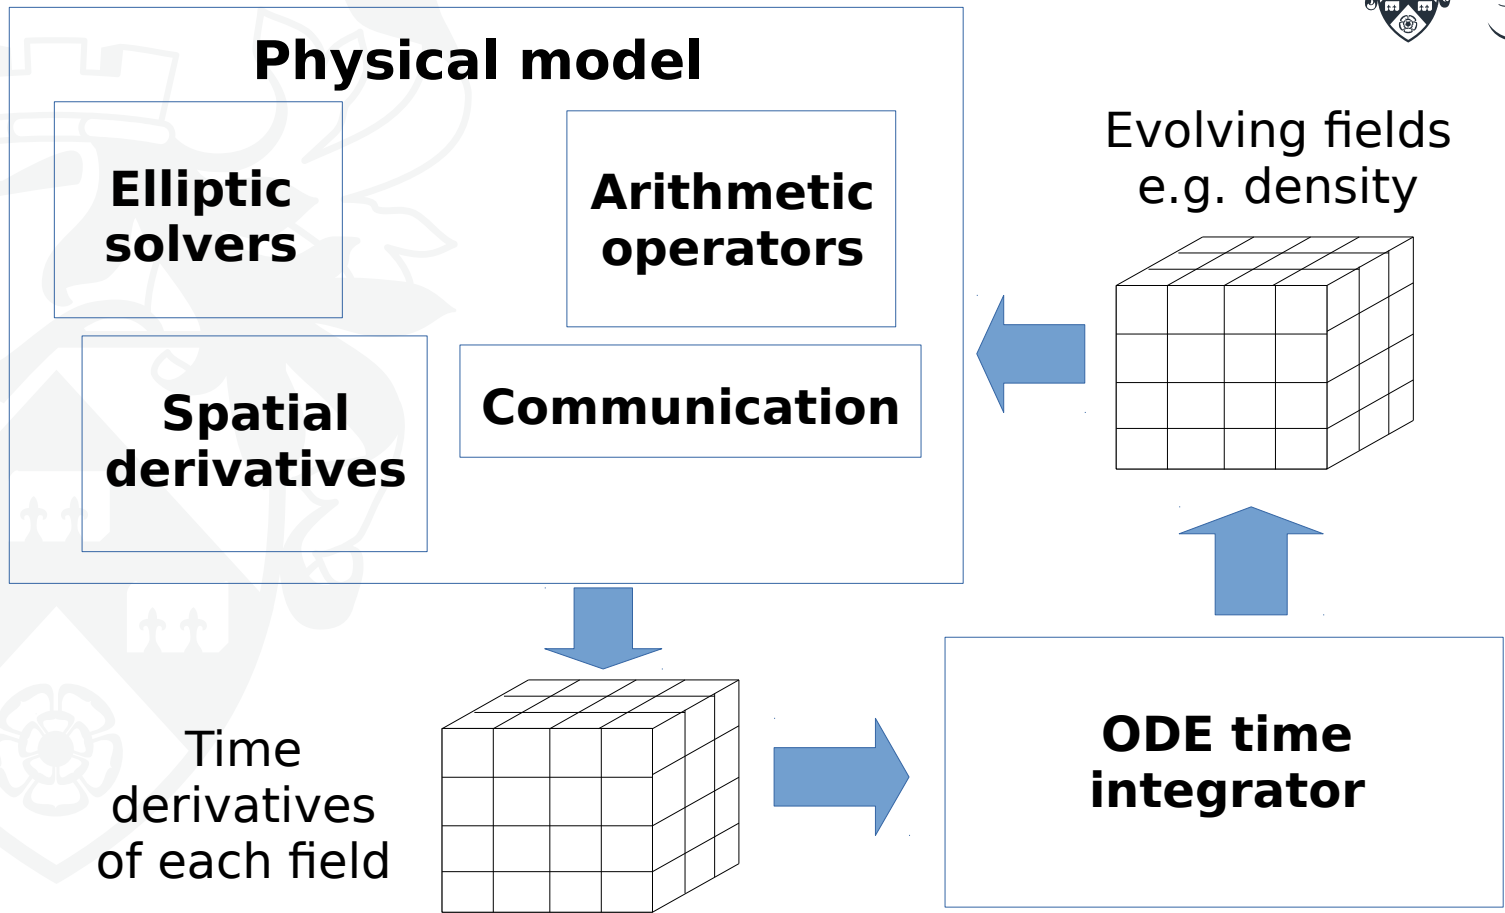 Physical model
Elliptic
solvers
Arithmetic
operators
Spatial
derivatives
Communication
Evolving fields
e.g. density
Time
derivatives
of each field
ODE time
integrator